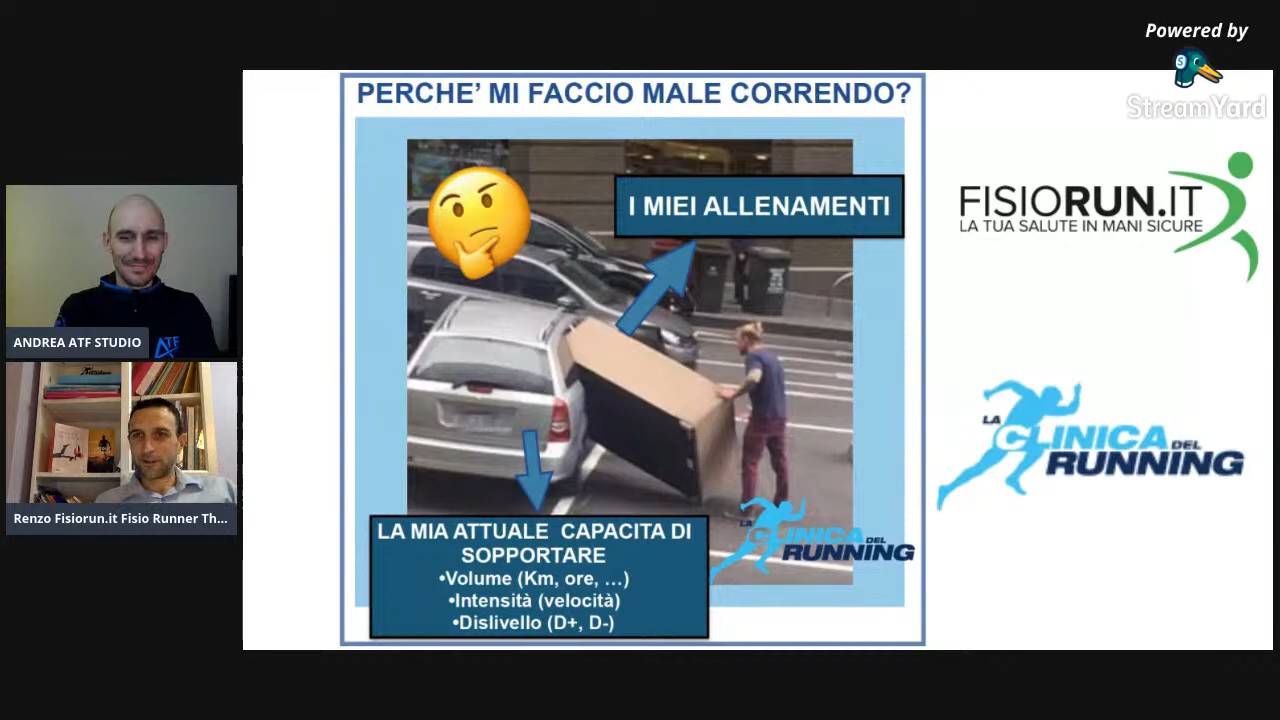 Powered by
StreamYard
PERCHE' MI FACCIO MALE CORRENDO?
I MIEI ALLENAMENTI
LA MIA ATTUALE CAPACITA DI
SOPPORTARE
•Volume (Km, ore, ...)
•Intensità (velocità)
•Dislivello (D+, D-)
LA
CLINICA
DEL
RUNNING
FISIORUN.IT
LA TUA SALUTE IN MANI SICURE
LA
CLINICA
DEL
RUNNING
ANDREA ATF STUDIO
ATF
Renzo Fisiorun.it Fisio Runner Th...